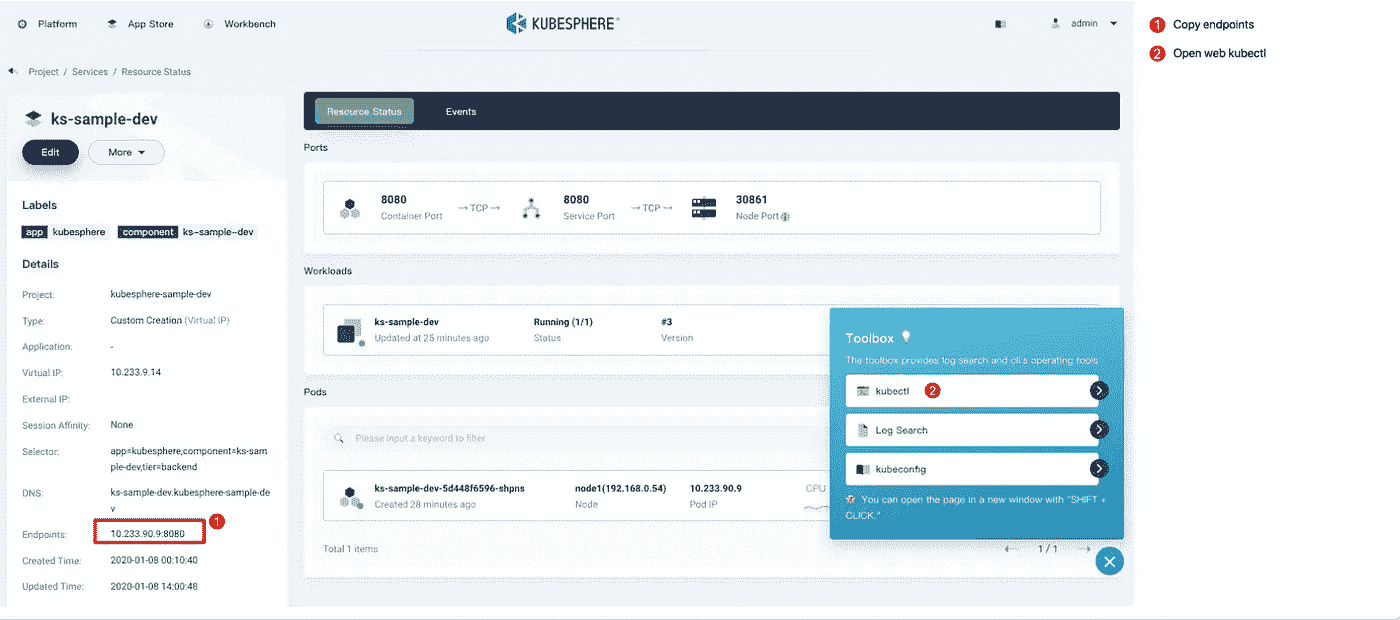 Platform App Store Workbench KUBESPHERE® admin
1 Copy endpoints
2 Open web kubectl
Project / Services / Resource Status
ks-sample-dev
Edit More
Labels
app kubesphere component ks-sample-dev
Details
Project: kubesphere-sample-dev
Type: Custom Creation (Virtual IP)
Application: -
Virtual IP: 10.233.9.14
External IP:
Session Affinity: None
Selector: app=kubesphere,component=ks-sam
ple-dev,tier=backend
DNS: ks-sample-dev.kubesphere-sample-de
v
Endpoints: 10.233.90.9:8080 1
Created Time: 2020-01-08 00:10:40
Updated Time: 2020-01-08 14:00:48
Resource Status Events
Ports
8080 8080 30861
Container Port →TCP→ Service Port →TCP→ Node Port
Workloads
ks-sample-dev Running (1/1) #3
Updated at 25 minutes ago Status Version
Pods
Please input a keyword to filter
ks-sample-dev-5d448f6596-shpns node1(192.168.0.54) 10.233.90.9 CPU
Created 28 minutes ago Node Pod IP
Total 1 items ← 1 / 1 →
Toolbox
The toolbox provides log search and cli's operating tools
kubectl 2
Log Search
kubeconfig
You can open the page in a new window with "SHIFT +
CLICK."